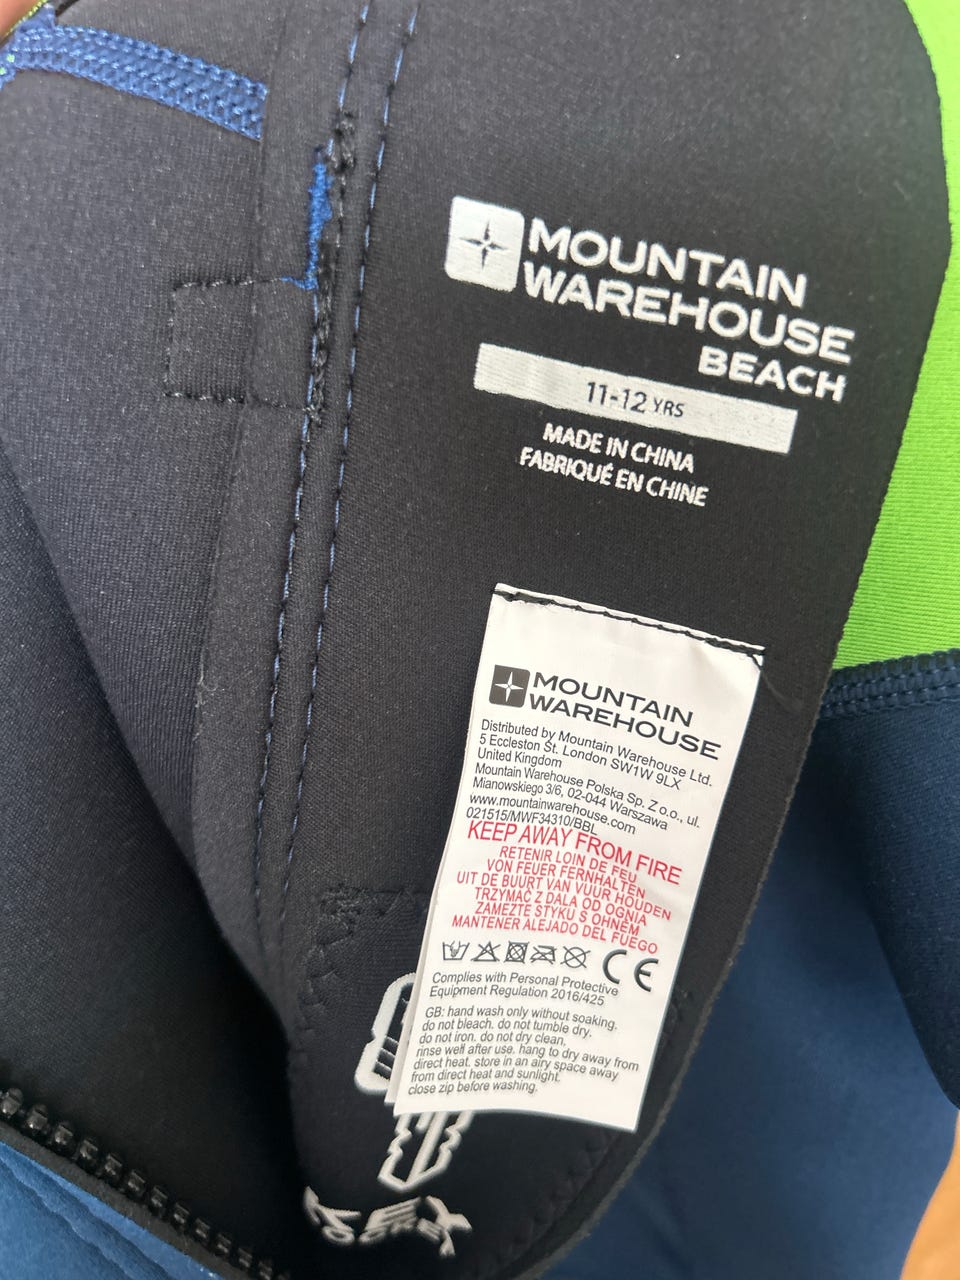 MOUNTAIN
WAREHOUSE
BEACH
11-12 YRS
MADE IN CHINA
FABRIQUÉ EN CHINE
MOUNTAIN
WAREHOUSE
Distributed by Mountain Warehouse Ltd.
5 Eccleston St. London SW1W 9LX
United Kingdom
Mountain Warehouse Polska Sp. Z o.o., ul.
Mianowskiego 3/6, 02-044 Warszawa
www.mountainwarehouse.com
021515/MWF34310/BBL
KEEP AWAY FROM FIRE
RETENIR LOIN DE FEU
VON FEUER FERNHALTEN
UIT DE BUURT VAN VUUR HOUDEN
TRZYMAĆ Z DALA OD OGNIA
ZAMEZTE STYKU S OHNĚM
MANTENER ALEJADO DEL FUEGO
CE
Complies with Personal Protective
Equipment Regulation 2016/425
GB: hand wash only without soaking.
do not bleach. do not tumble dry.
do not iron. do not dry clean,
rinse well after use. hang to dry away from
direct heat. store in an airy space away
from direct heat and sunlight.
close zip before washing.
KEY